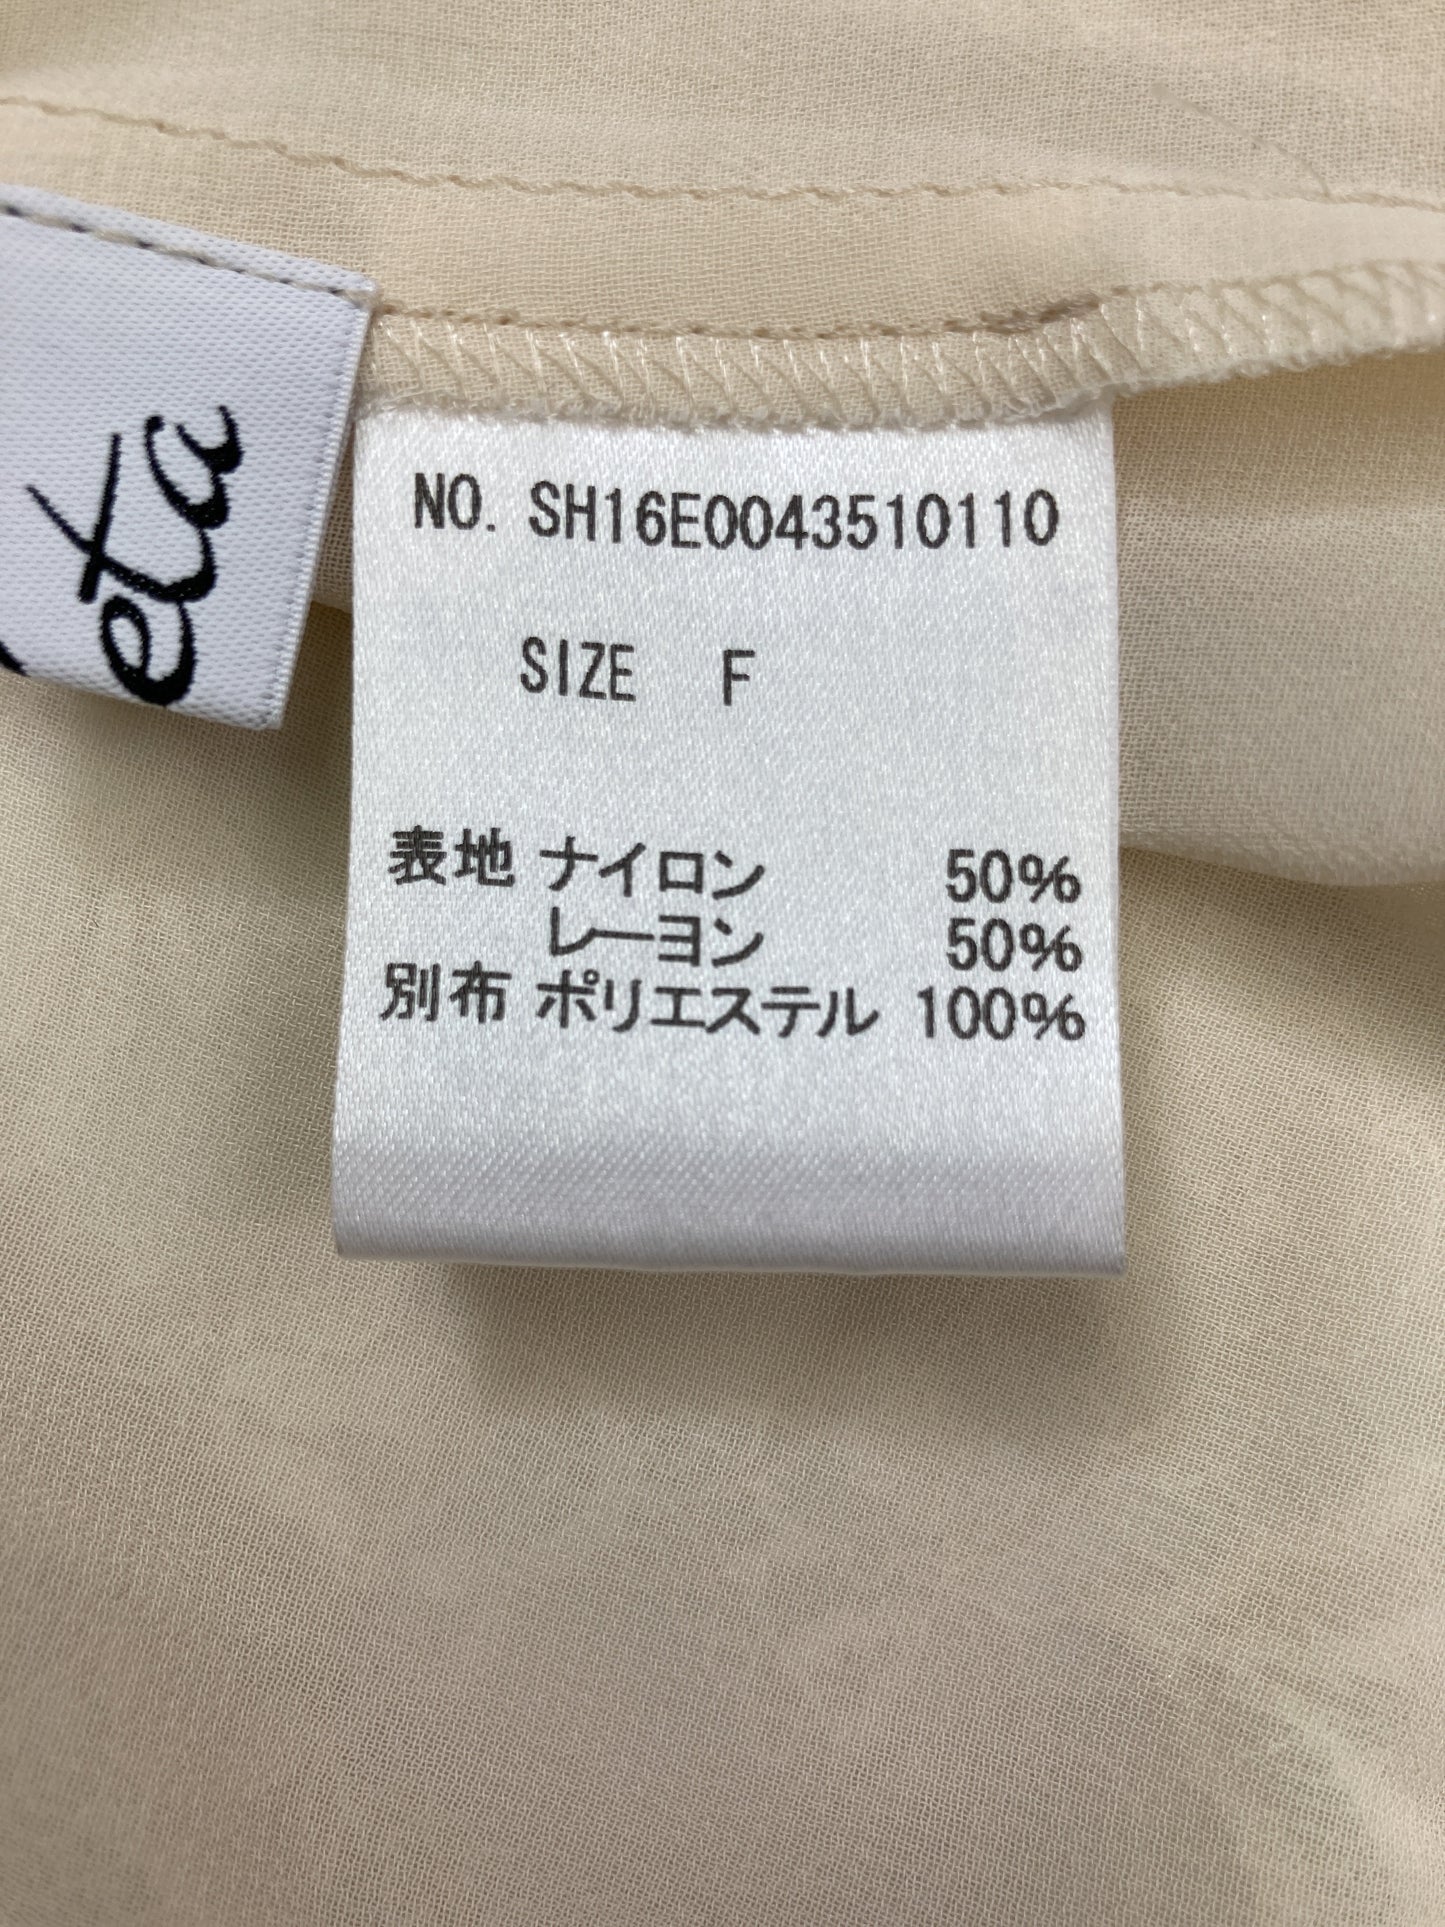 NO. SH16E0043510110
SIZE F
表地 ナイロン 50%
レーヨン 50%
別布 ポリエステル 100%
eta